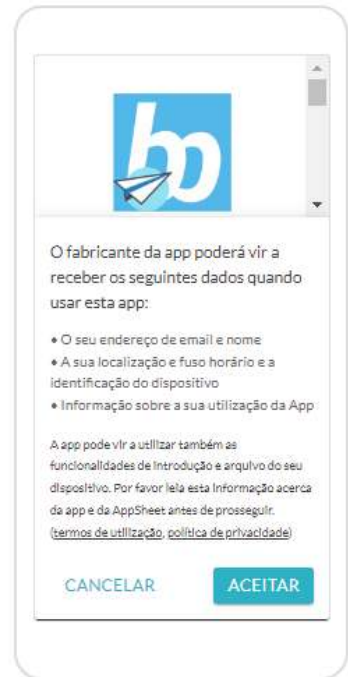 bo
O fabricante da app poderá vir a
receber os seguintes dados quando
usar esta app:
• O seu endereço de email e nome
• A sua localização e fuso horário e a
identificação do dispositivo
• Informação sobre a sua utilização da App
A app pode vir a utilizar também as
funcionalidades de introdução e arquivo do seu
dispositivo. Por favor leia esta informação acerca
da app e da AppSheet antes de prosseguir.
(termos de utilização, política de privacidade)
CANCELAR ACEITAR